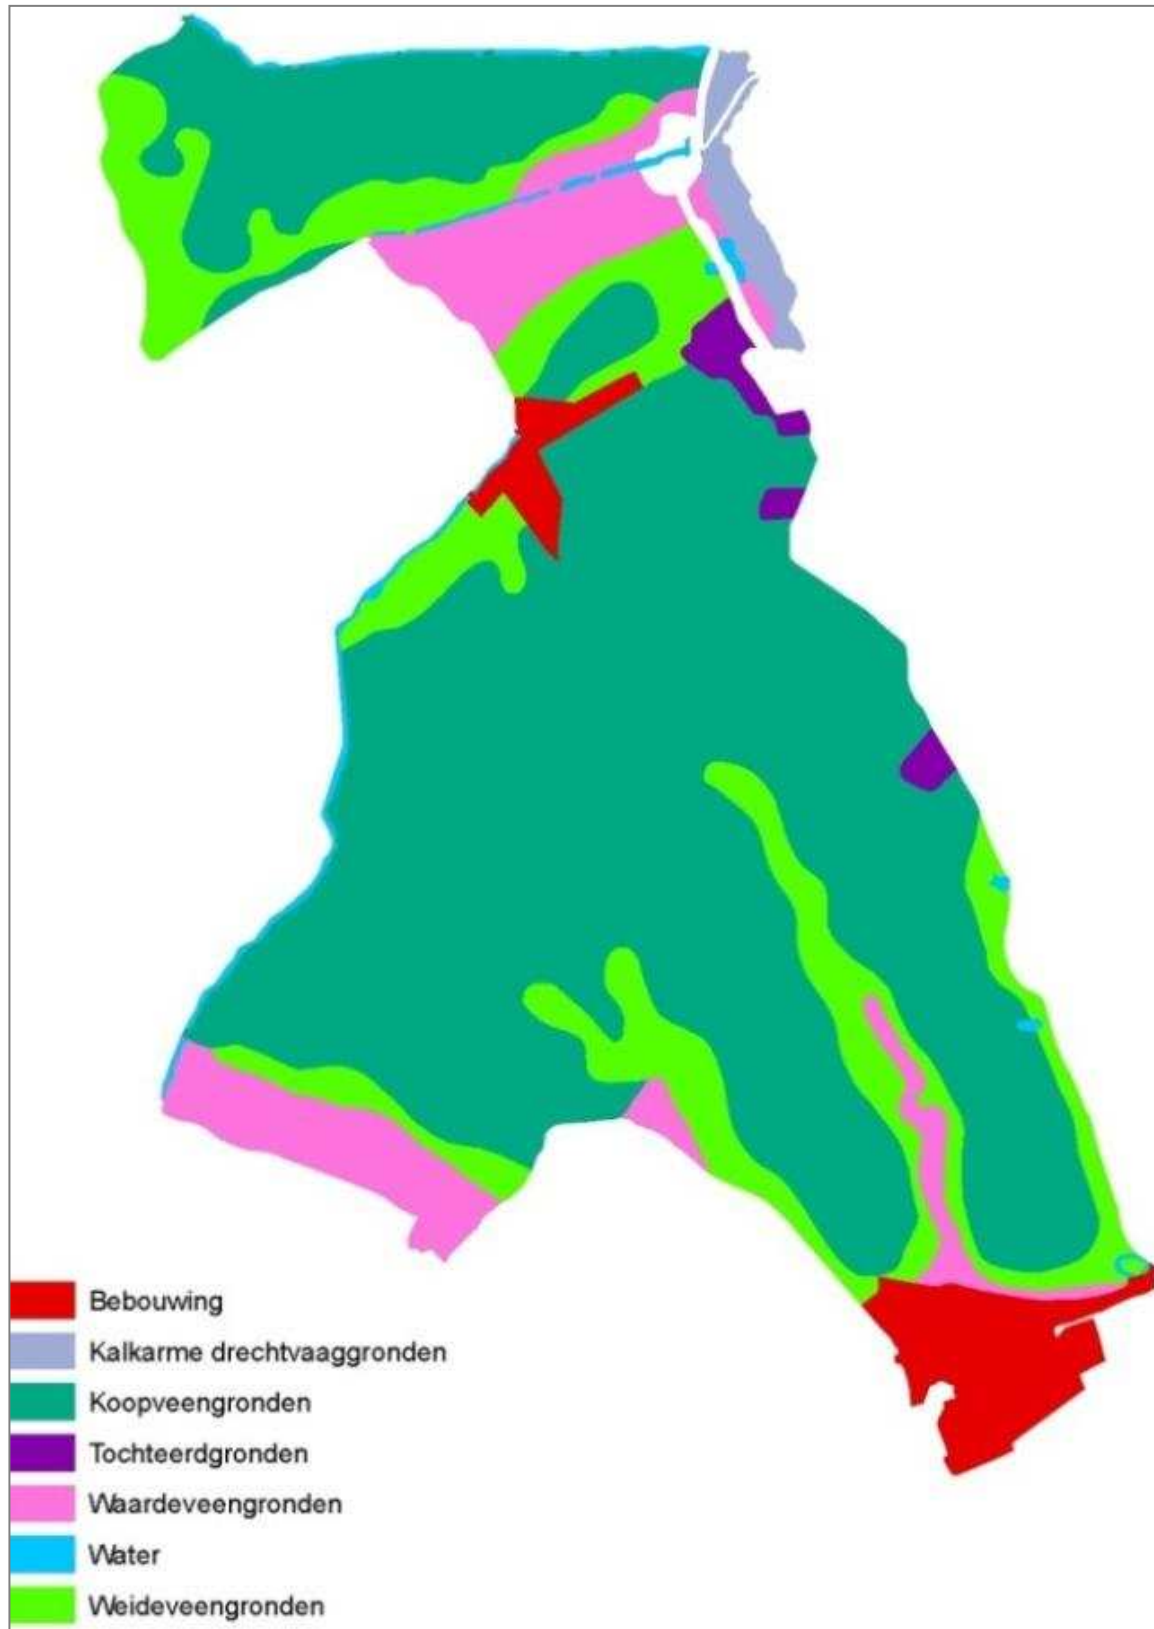 Bebouwing
Kalkarme drechtvaaggronden
Koopveengronden
Tochteerdgronden
Waardeveengronden
Water
Weideveengronden